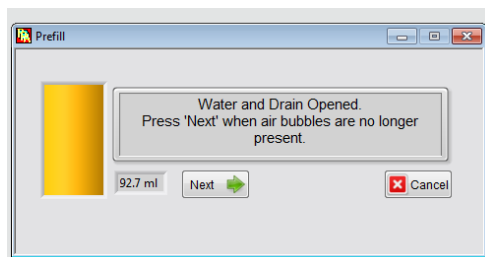 Prefill
Water and Drain Opened.
Press 'Next' when air bubbles are no longer
present.
92.7 ml
Next
Cancel